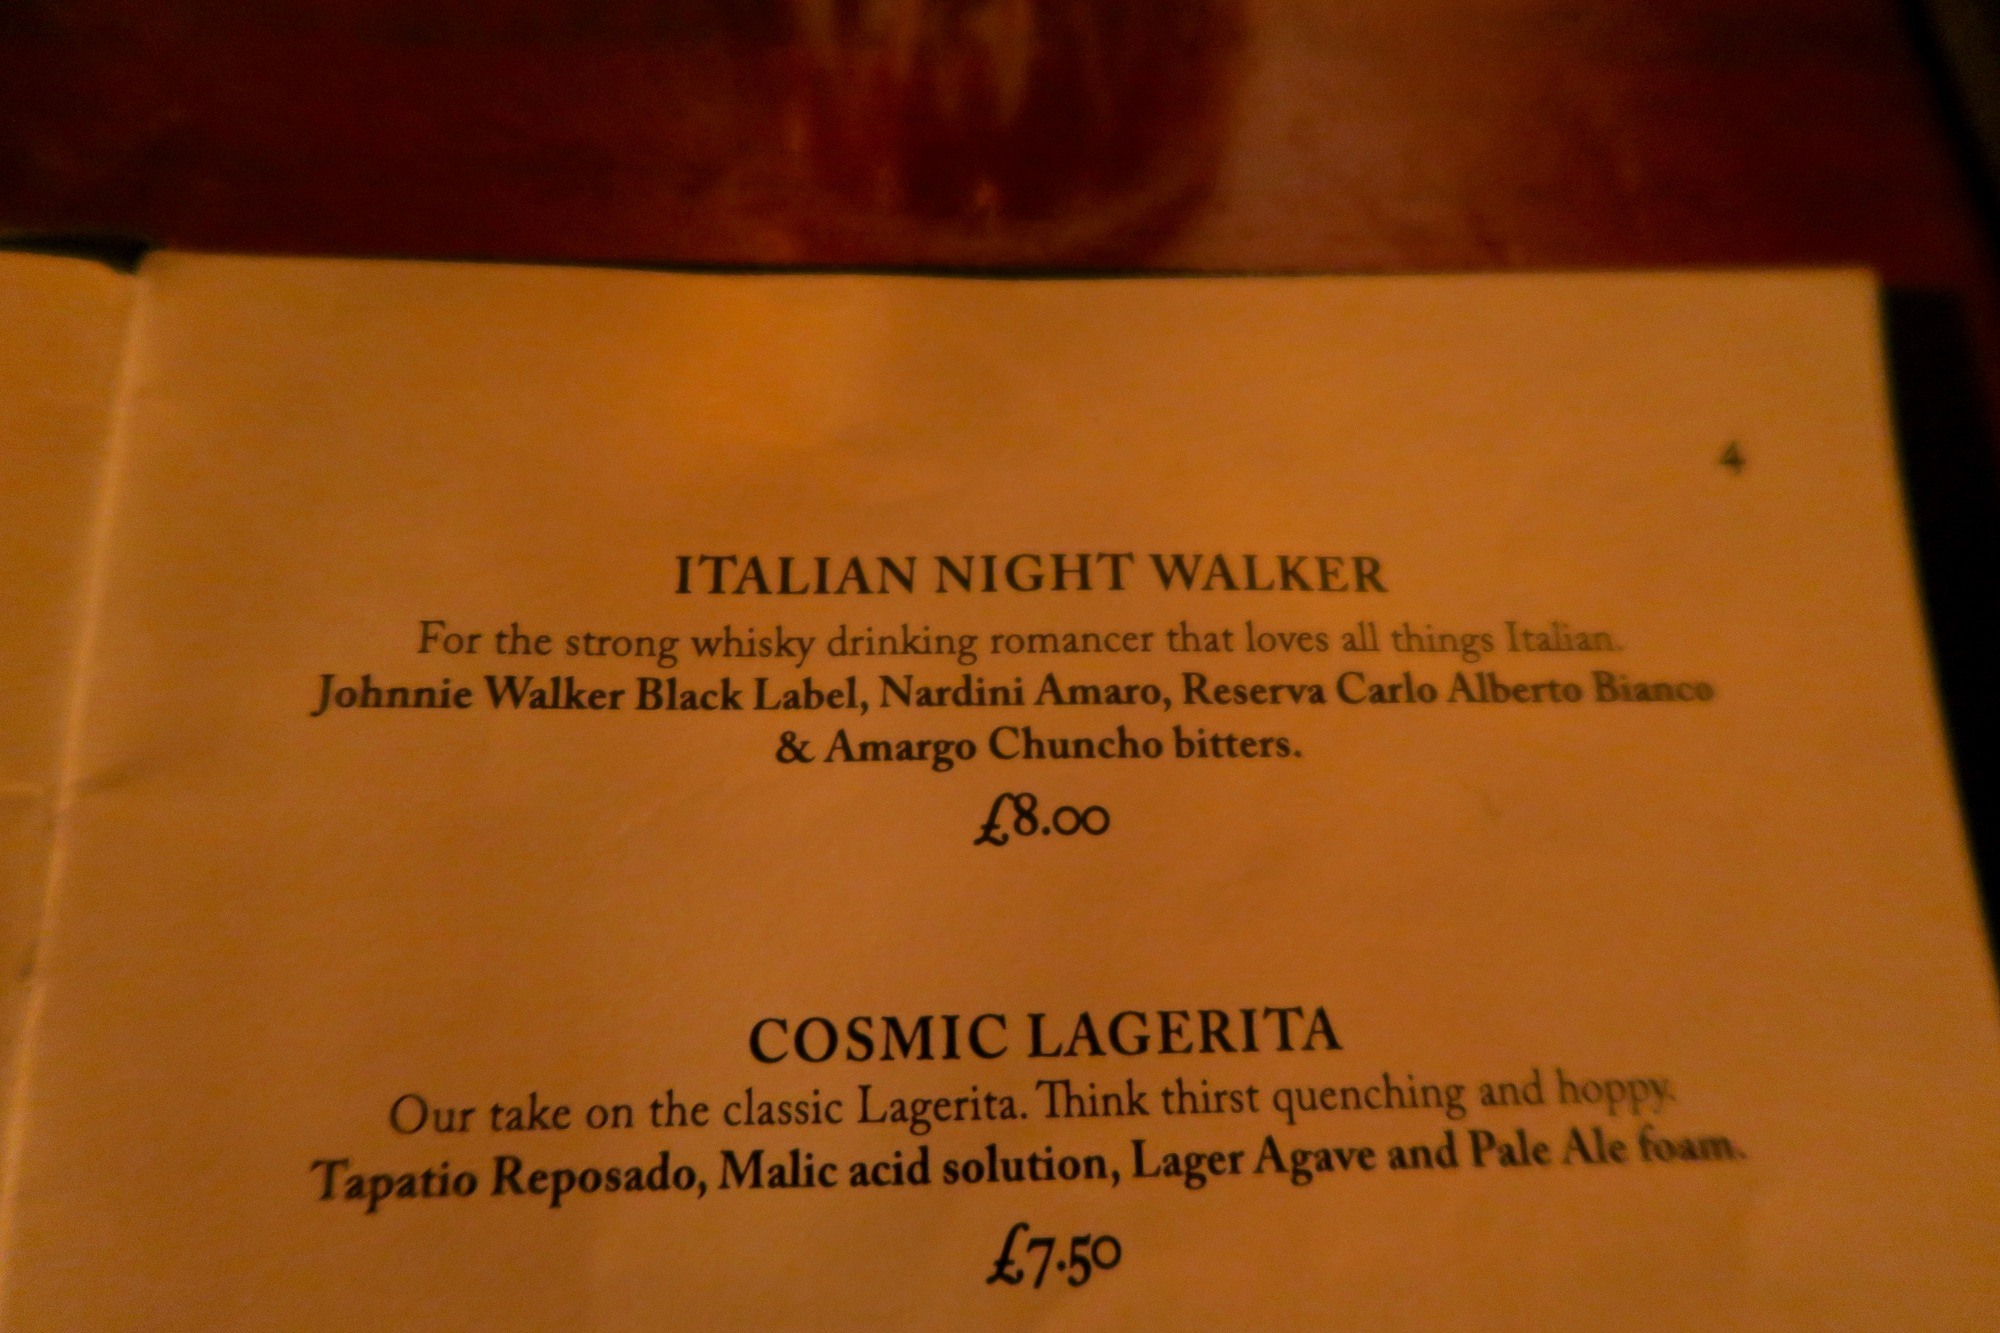 4
ITALIAN NIGHT WALKER
For the strong whisky drinking romancer that loves all things Italian.
Johnnie Walker Black Label, Nardini Amaro, Reserva Carlo Alberto Bianco
& Amargo Chuncho bitters.
£8.00
COSMIC LAGERITA
Our take on the classic Lagerita. Think thirst quenching and hoppy.
Tapatio Reposado, Malic acid solution, Lager Agave and Pale Ale foam.
£7.50